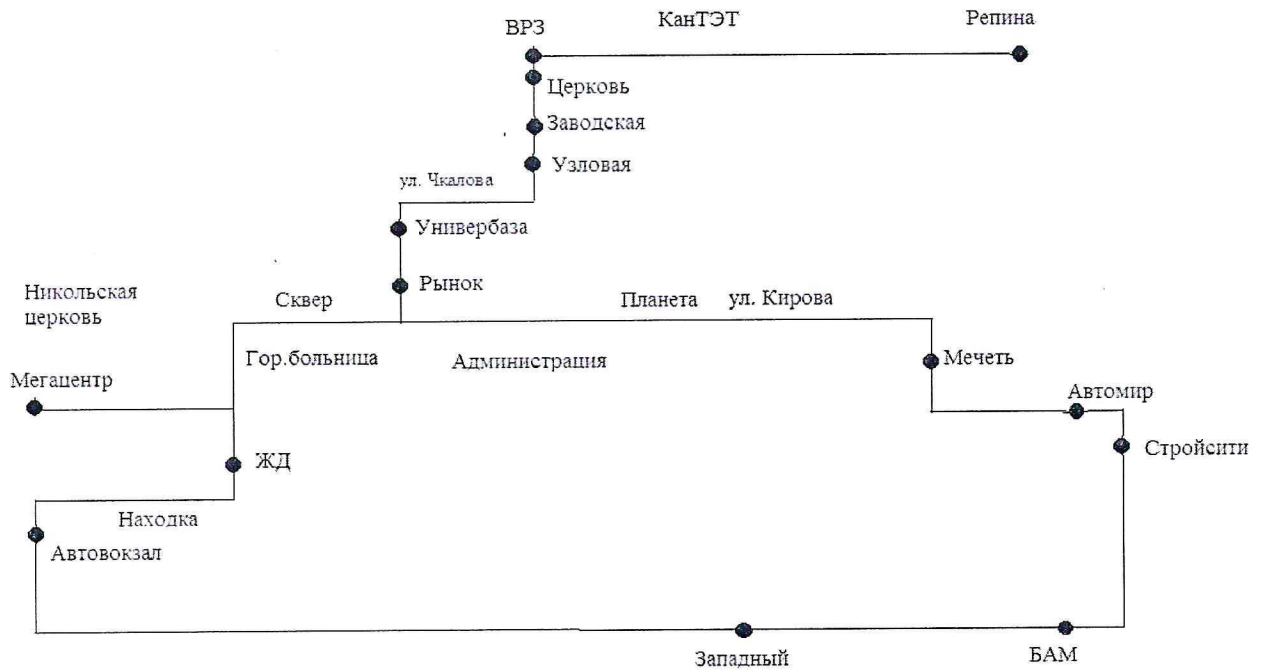 КанТЭТ
Репина
ВРЗ
Церковь
Заводская
Узловая
ул. Чкалова
Универбаза
Рынок
Никольская
церковь
Сквер
Планета
ул. Кирова
Гор.больница
Администрация
Мечеть
Мегацентр
Автомир
Стройсити
ЖД
Находка
Автовокзал
Западный
БАМ